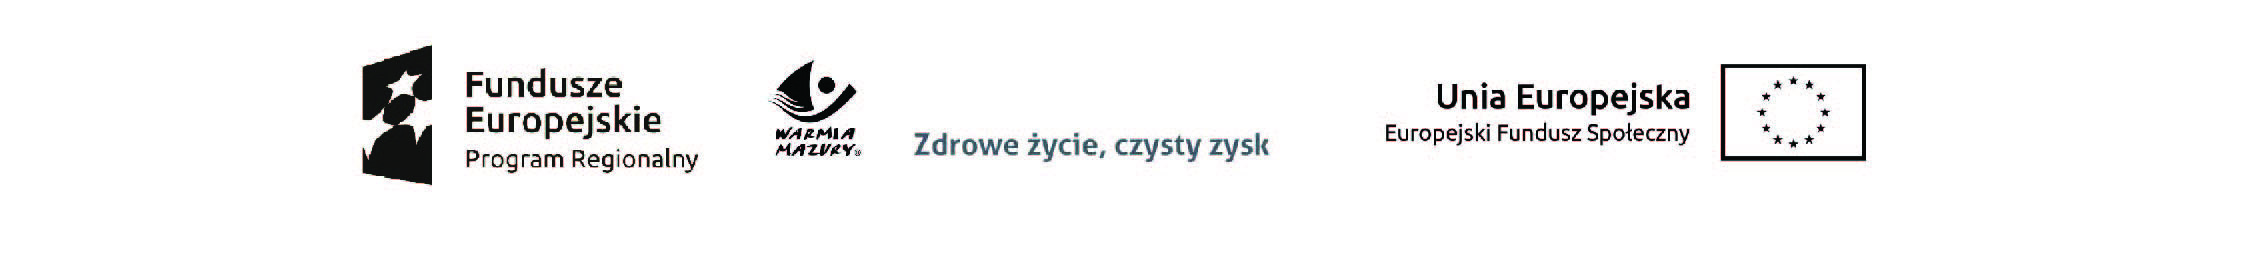 Fundusze
Europejskie
Program Regionalny
WARMIA
MAZURY®
Zdrowe życie, czysty zysk
Unia Europejska
Europejski Fundusz Społeczny